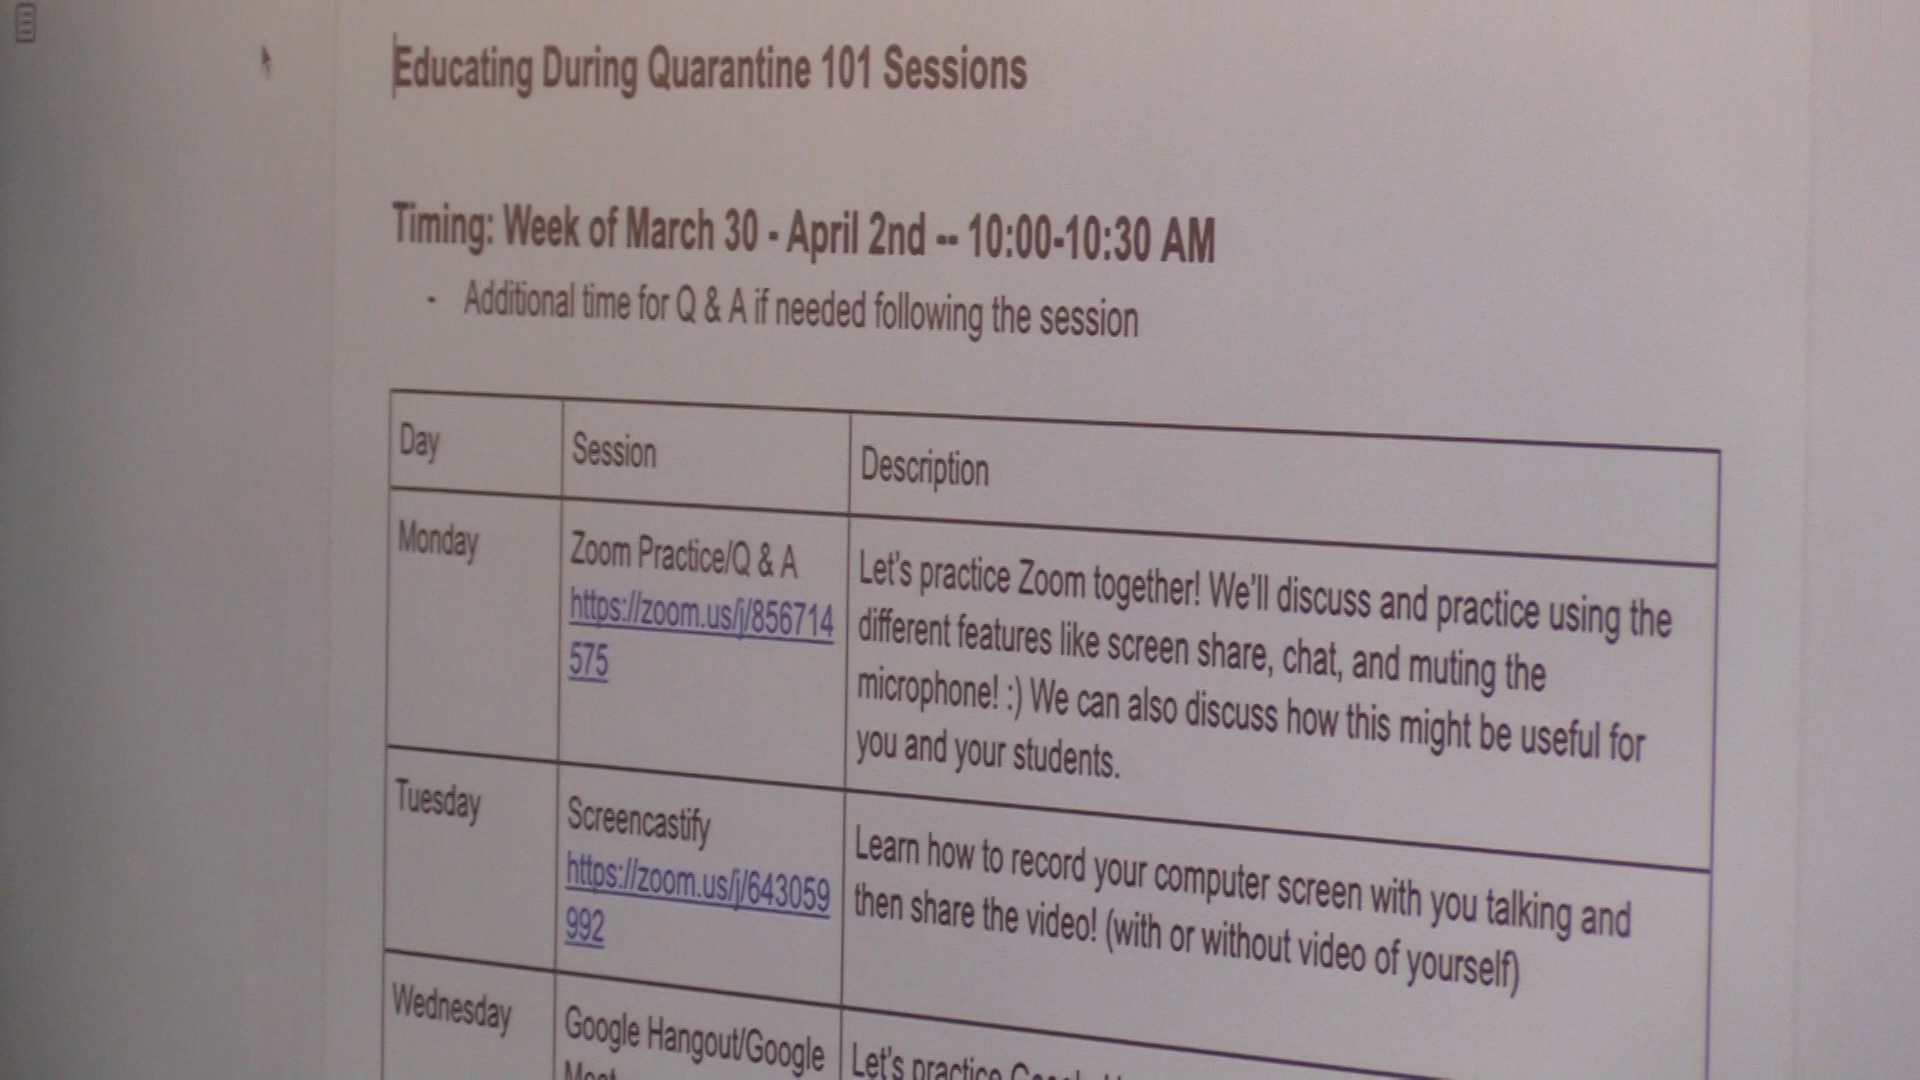 Educating During Quarantine 101 Sessions
Timing: Week of March 30 - April 2nd -- 10:00-10:30 AM
- Additional time for Q & A if needed following the session
Day
Session
Description
Monday
Zoom Practice/Q & A
https://zoom.us/j/856714
575
Let's practice Zoom together! We'll discuss and practice using the
different features like screen share, chat, and muting the
microphone! :) We can also discuss how this might be useful for
you and your students.
Tuesday
Screencastify
https://zoom.us/j/643059
992
Learn how to record your computer screen with you talking and
then share the video! (with or without video of yourself)
Wednesday
Google Hangout/Google
Meet
Let's practice